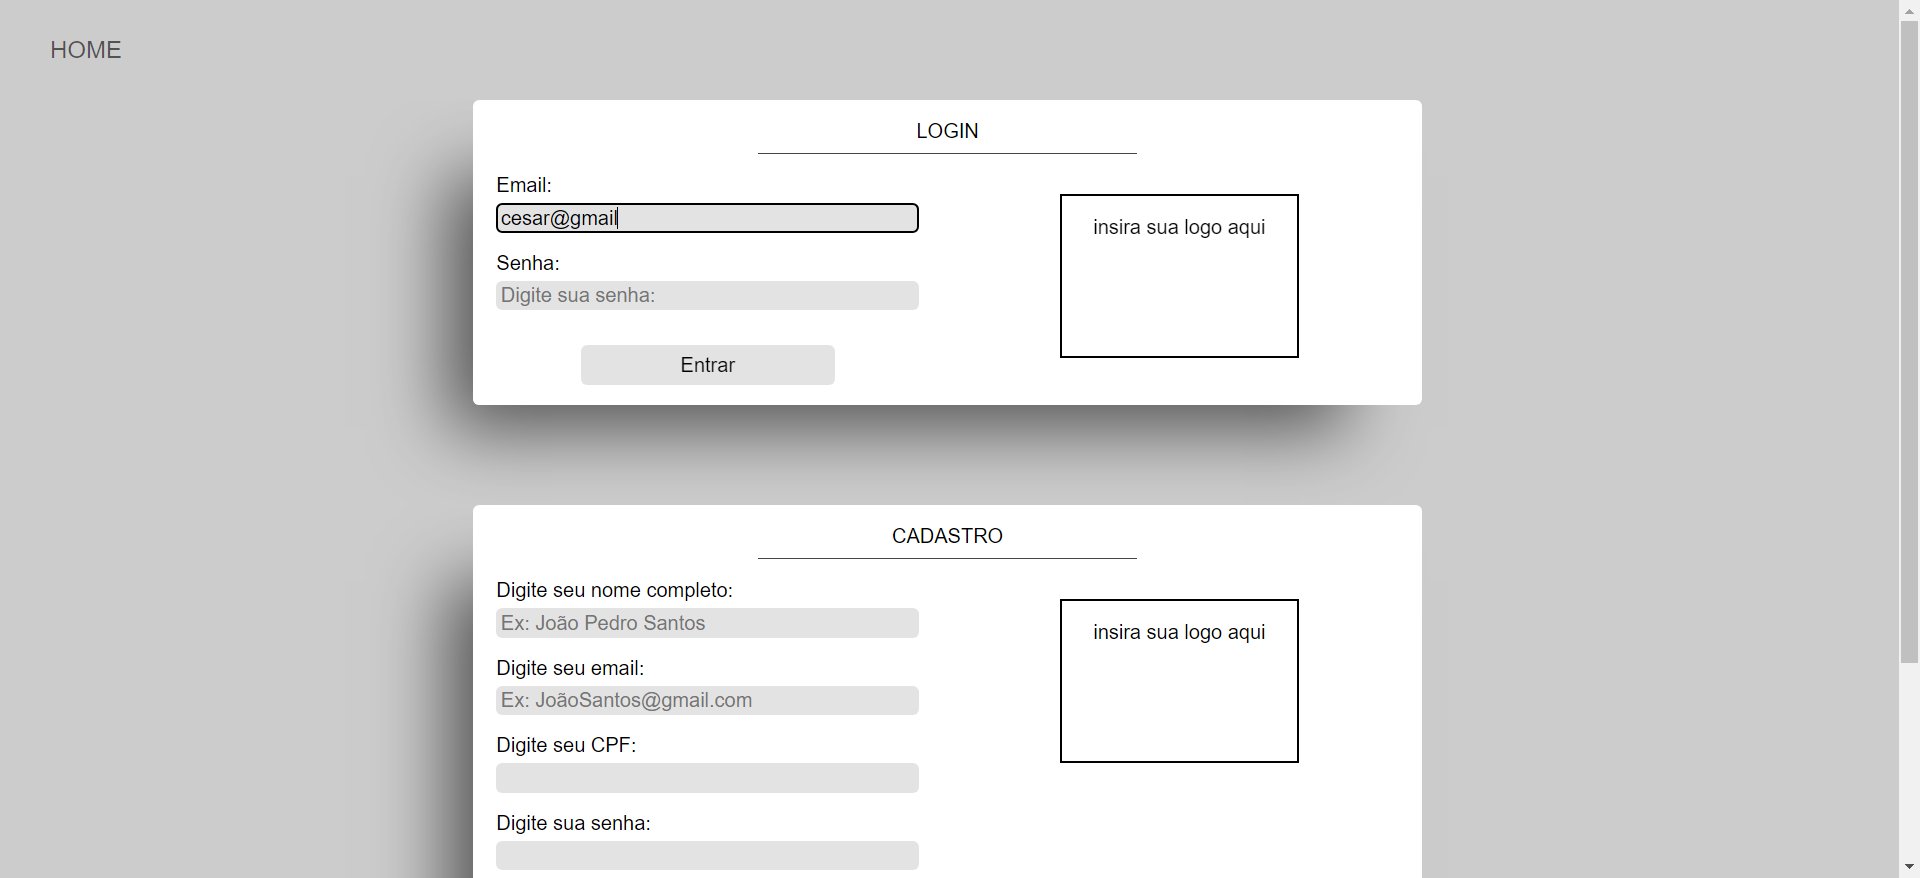 HOME
LOGIN
Email:
cesar@gmail
Senha:
Digite sua senha:
Entrar
insira sua logo aqui
CADASTRO
Digite seu nome completo:
Ex: João Pedro Santos
Digite seu email:
Ex: JoãoSantos@gmail.com
Digite seu CPF:
Digite sua senha:
insira sua logo aqui